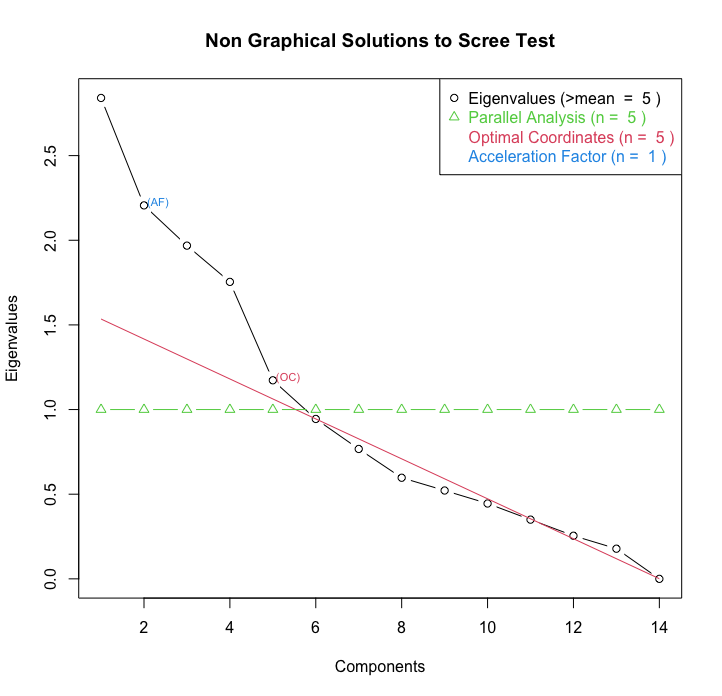 Non Graphical Solutions to Scree Test
Eigenvalues (>mean = 5 )
Parallel Analysis (n = 5 )
Optimal Coordinates (n = 5 )
Acceleration Factor (n = 1 )
(AF)
(OC)
Eigenvalues
2.5
2.0
1.5
1.0
0.5
0.0
2 4 6 8 10 12 14
Components